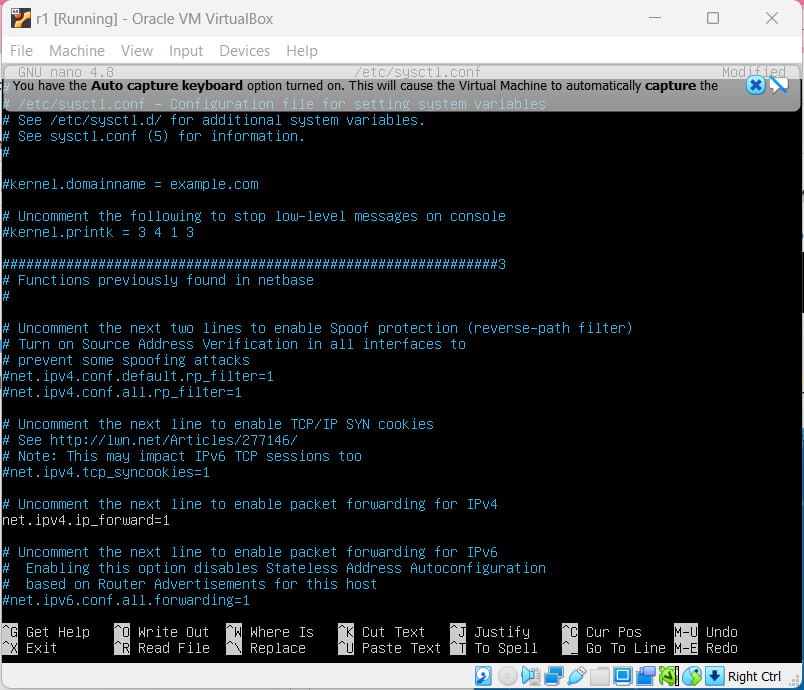 r1 [Running] - Oracle VM VirtualBox
File Machine View Input Devices Help
GNU nano 4.8 /etc/sysctl.conf Modified
You have the Auto capture keyboard option turned on. This will cause the Virtual Machine to automatically capture the
# /etc/sysctl.conf - Configuration file for setting system variables
# See /etc/sysctl.d/ for additional system variables.
# See sysctl.conf (5) for information.
#
#kernel.domainname = example.com
# Uncomment the following to stop low-level messages on console
#kernel.printk = 3 4 1 3
##############################################################3
# Functions previously found in netbase
#
# Uncomment the next two lines to enable Spoof protection (reverse-path filter)
# Turn on Source Address Verification in all interfaces to
# prevent some spoofing attacks
#net.ipv4.conf.default.rp_filter=1
#net.ipv4.conf.all.rp_filter=1
# Uncomment the next line to enable TCP/IP SYN cookies
# See http://lwn.net/Articles/277146/
# Note: This may impact IPv6 TCP sessions too
#net.ipv4.tcp_syncookies=1
# Uncomment the next line to enable packet forwarding for IPv4
net.ipv4.ip_forward=1
# Uncomment the next line to enable packet forwarding for IPv6
#  Enabling this option disables Stateless Address Autoconfiguration
#  based on Router Advertisements for this host
#net.ipv6.conf.all.forwarding=1
^G Get Help ^O Write Out ^W Where Is ^K Cut Text ^J Justify ^C Cur Pos M-U Undo
^X Exit ^R Read File ^\ Replace ^U Paste Text ^T To Spell ^_ Go To Line M-E Redo
Right Ctrl